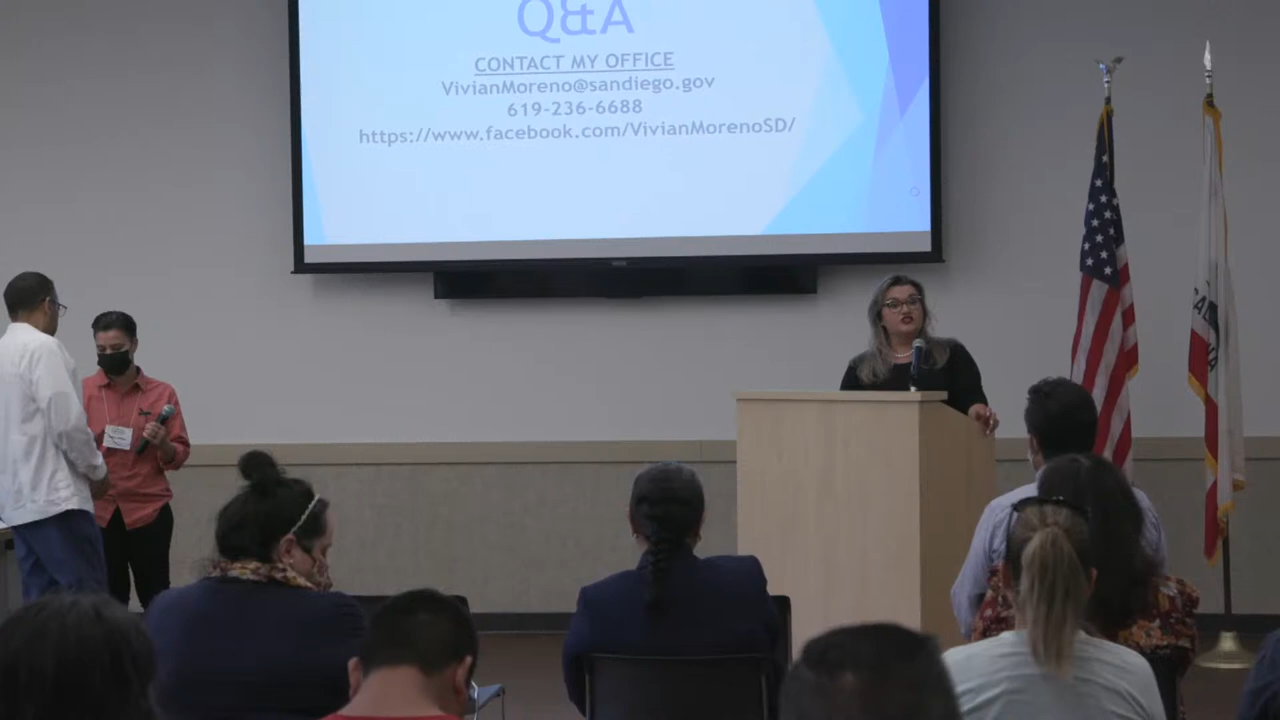 Q&A
CONTACT MY OFFICE
VivianMoreno@sandiego.gov
619-236-6688
https://www.facebook.com/VivianMorenoSD/